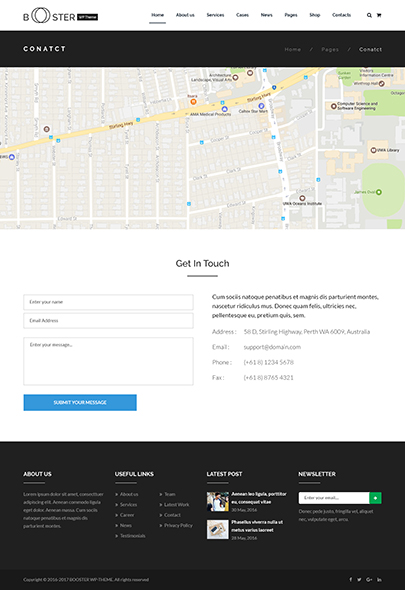 BOOSTER WP Theme
Home About us Services Cases News Pages Shop Contacts
CONATCT
Home / Pages / Conatct
Architecture Landscape, Visual Arts
Stirling Hwy
AMA Medical Products
Stirling Hwy
Computer Science and Software Engineering
UWA Library
UWA Oceans Institute
Edward St
Get In Touch
Enter your name
Email Address
Enter your message...
SUBMIT YOUR MESSAGE
Cum sociis natoque penatibus et magnis dis parturient montes,
nascetur ridiculus mus. Donec quam felis, ultricies nec,
pellentesque eu, pretium quis, sem.
Address : 58 D, Stirling Highway, Perth WA 6009, Australia
Email : support@domain.com
Phone : (+61 8) 1234 5678
Fax : (+61 8) 8765 4321
ABOUT US
Lorem ipsum dolor sit amet, consectituer
adipiscing elit. Aenean commodo ligula
eget dolor. Aenean massa. Cum sociis
natoque penatibus et magnis dis
parturient montes.
USEFUL LINKS
» About us
» Services
» Career
» News
» Testimonials
» Team
» Latest Work
» Contact
» Privacy Policy
LATEST POST
Aenean leo ligula, porttitor
eu, consequat vitae
30 May, 2016
Phasellus viverra nulla ut
metus varius laoreet
28 May, 2016
NEWSLETTER
Enter your email...
Donec pede justo, fringilla vel, aliquet
nec, vulputate eget, arcu.
Copyright © 2016-2017 BOOSTER WP THEME. All rights reserved